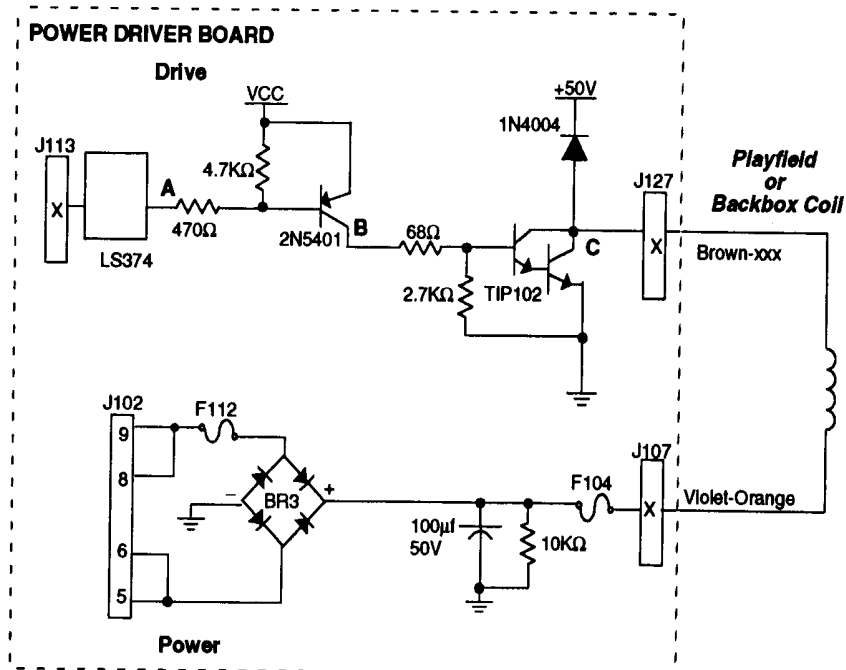 POWER DRIVER BOARD
Drive
VCC
+50V
1N4004
J113
4.7KΩ
A
X
470Ω
LS374
2N5401
B
68Ω
2.7KΩ
TIP102
C
J127
X
Playfield
or
Backbox Coil
Brown-xxx
J102
9
8
6
5
F112
BR3
–
+
100µf
50V
10KΩ
F104
J107
X
Violet-Orange
Power